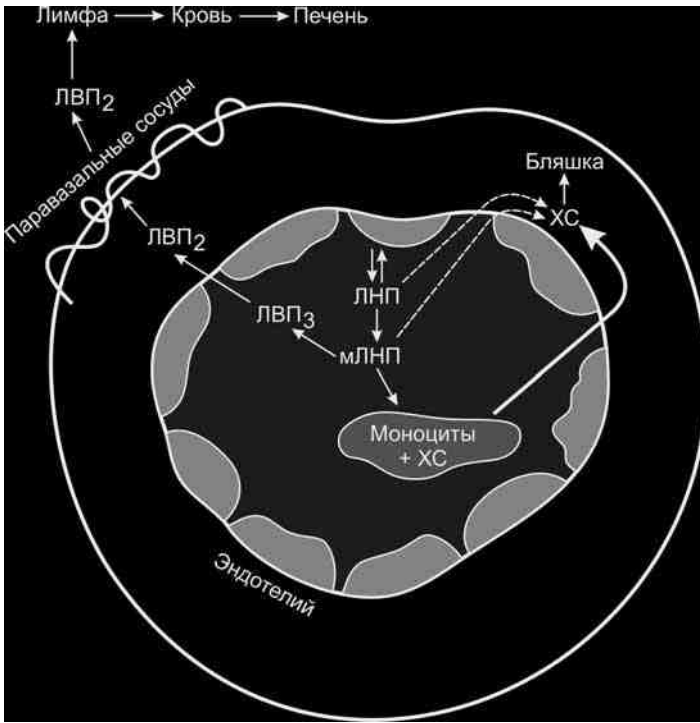 Лимфа → Кровь → Печень
ЛВП2
Паравазальные сосуды
Бляшка
ХС
ЛВП2
ЛНП
ЛВП3
мЛНП
Моноциты
+ ХС
Эндотелий